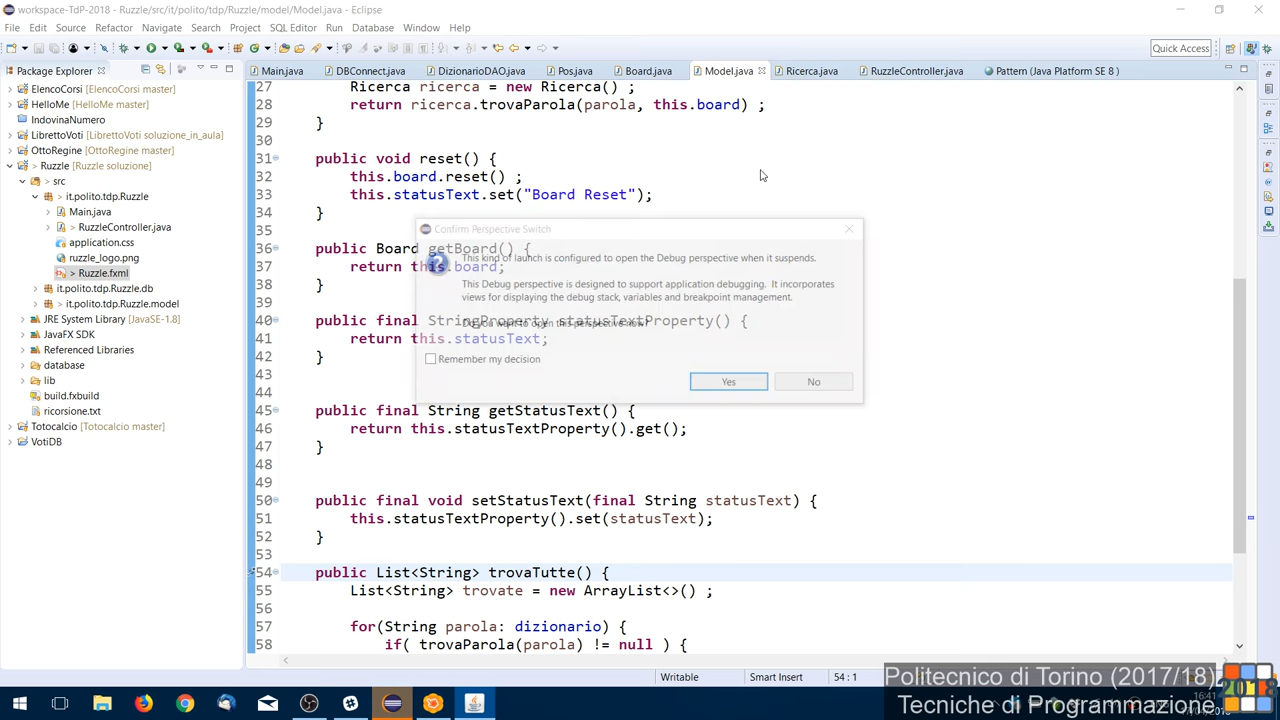 workspace-TdP-2018 - Ruzzle/src/it/polito/tdp/Ruzzle/model/Model.java - Eclipse
File Edit Source Refactor Navigate Search Project SQL Editor Run Database Window Help
Quick Access
Package Explorer
Main.java DBConnect.java DizionarioDAO.java Pos.java Board.java Model.java Ricerca.java RuzzleController.java Pattern (Java Platform SE 8 )
ElencoCorsi [ElencoCorsi master]
HelloMe [HelloMe master]
IndovinaNumero
LibrettoVoti [LibrettoVoti soluzione_in_aula]
OttoRegine [OttoRegine master]
> Ruzzle [Ruzzle soluzione]
> src
it.polito.tdp.Ruzzle
Main.java
> RuzzleController.java
application.css
ruzzle_logo.png
> Ruzzle.fxml
it.polito.tdp.Ruzzle.db
> it.polito.tdp.Ruzzle.model
JRE System Library [JavaSE-1.8]
JavaFX SDK
Referenced Libraries
database
lib
build.fxbuild
ricorsione.txt
Totocalcio [Totocalcio master]
VotiDB
27 Ricerca ricerca = new Ricerca() ;
28 return ricerca.trovaParola(parola, this.board) ;
29 }
30
31 public void reset() {
32 this.board.reset() ;
33 this.statusText.set("Board Reset");
34 }
36 public Board getBoard() {
37 return this.board;
38 }
39
40 public final StringProperty statusTextProperty() {
41 return this.statusText;
42 }
43
44
45 public final String getStatusText() {
46 return this.statusTextProperty().get();
47 }
48
49
50 public final void setStatusText(final String statusText) {
51 this.statusTextProperty().set(statusText);
52 }
53
54 public List<String> trovaTutte() {
55 List<String> trovate = new ArrayList<>() ;
56
57 for(String parola: dizionario) {
58 if( trovaParola(parola) != null ) {
Confirm Perspective Switch
This kind of launch is configured to open the Debug perspective when it suspends.
This Debug perspective is designed to support application debugging. It incorporates
views for displaying the debug stack, variables and breakpoint management.
Do you want to open this perspective now?
Remember my decision
Yes No
Writable Smart Insert 54 : 1
Politecnico di Torino (2017/18)
Tecniche di Programmazione
2018
16:41